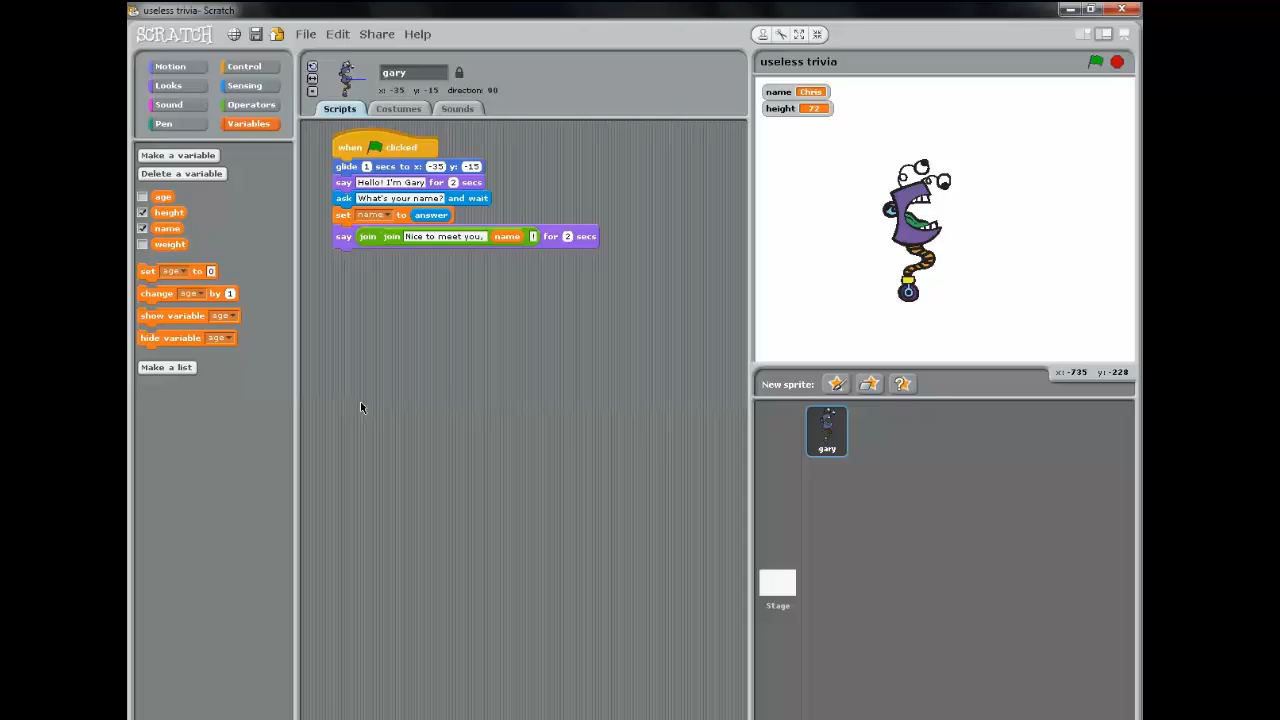 useless trivia- Scratch
SCRATCH File Edit Share Help
Motion Control
Looks Sensing
Sound Operators
Pen Variables
Make a variable
Delete a variable
age
height
name
weight
set age to 0
change age by 1
show variable age
hide variable age
Make a list
gary
x: -35 y: -15 direction: 90
Scripts Costumes Sounds
when clicked
glide 1 secs to x: -35 y: -15
say Hello! I'm Gary for 2 secs
ask What's your name? and wait
set name to answer
say join join Nice to meet you, name ! for 2 secs
useless trivia
name Chris
height 72
x: -735 y: -228
New sprite:
gary
Stage